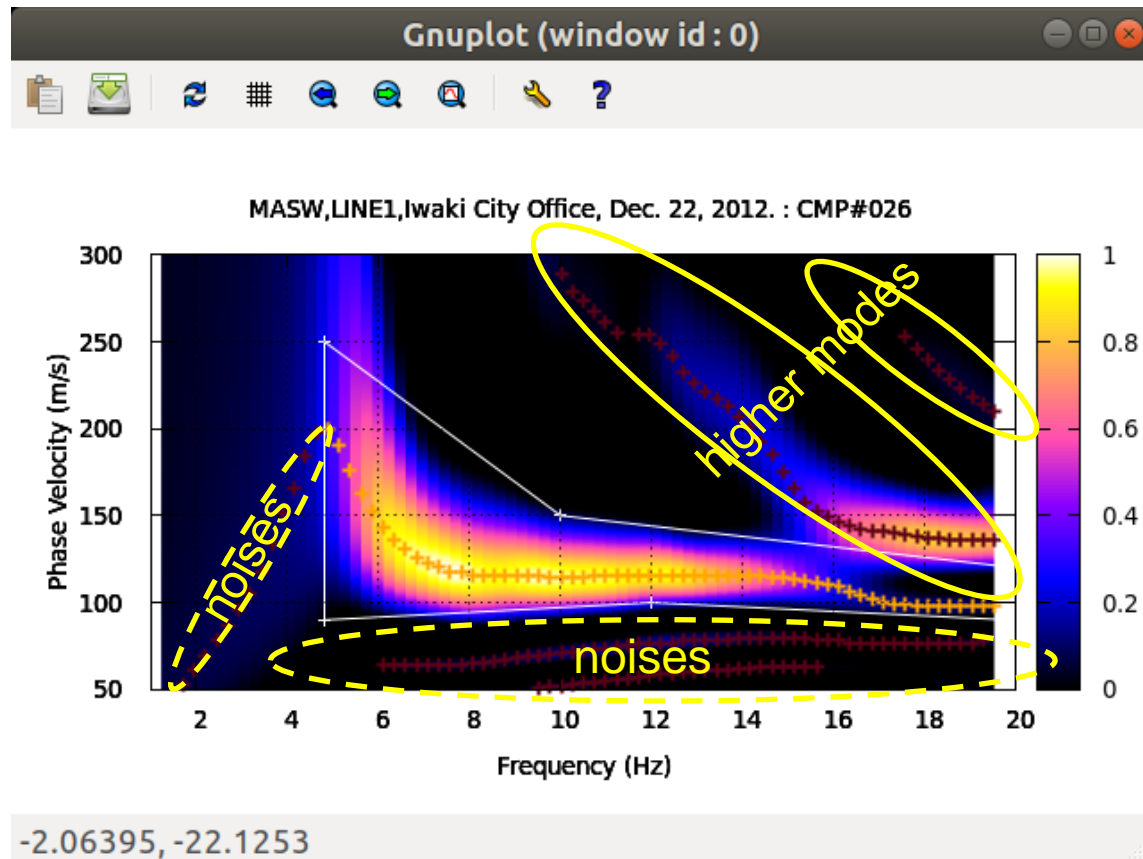 Gnuplot (window id : 0)
MASW,LINE1,Iwaki City Office, Dec. 22, 2012. : CMP#026
300
250
200
150
100
50
Phase Velocity (m/s)
noises
higher modes
noises
1
0.8
0.6
0.4
0.2
0
2 4 6 8 10 12 14 16 18 20
Frequency (Hz)
-2.06395, -22.1253